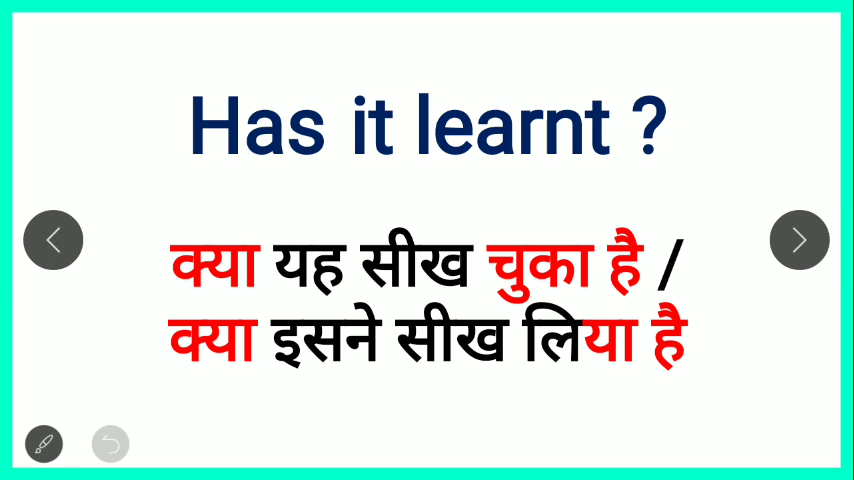 Has it learnt ?
क्या यह सीख चुका है /
क्या इसने सीख लिया है